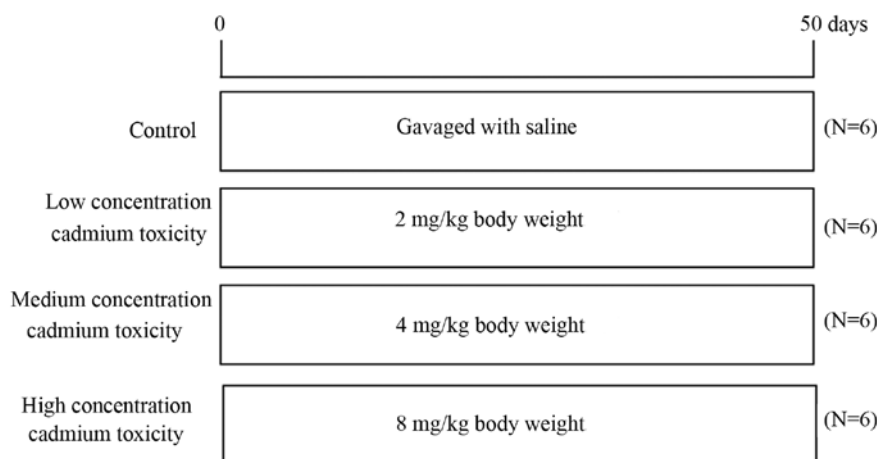 0
50 days
Control
Gavaged with saline
(N=6)
Low concentration
cadmium toxicity
2 mg/kg body weight
(N=6)
Medium concentration
cadmium toxicity
4 mg/kg body weight
(N=6)
High concentration
cadmium toxicity
8 mg/kg body weight
(N=6)